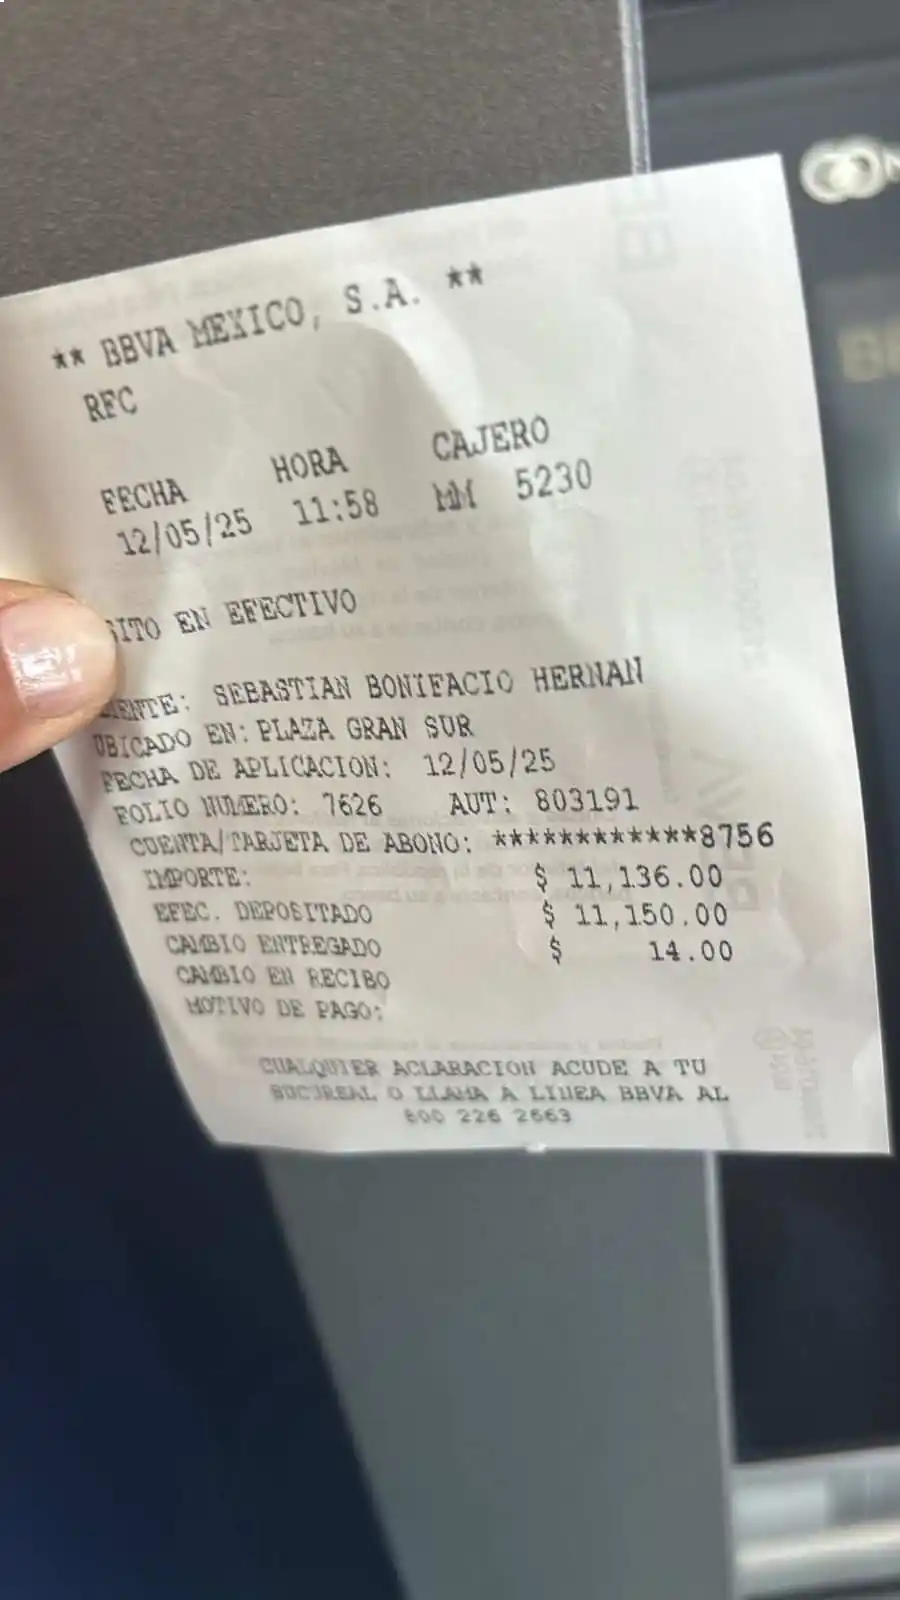 ** BBVA MEXICO, S.A. **
RFC
FECHA HORA CAJERO
12/05/25 11:58 MM 5230
SITO EN EFECTIVO
IENTE: SEBASTIAN BONIFACIO HERNAN
UBICADO EN: PLAZA GRAN SUR
FECHA DE APLICACION: 12/05/25
FOLIO NUMERO: 7626 AUT: 803191
CUENTA/TARJETA DE ABONO: ************8756
IMPORTE: $ 11,136.00
EFEC. DEPOSITADO $ 11,150.00
CAMBIO ENTREGADO $ 14.00
CAMBIO EN RECIBO
MOTIVO DE PAGO:
CUALQUIER ACLARACION ACUDE A TU
SUCURSAL O LLAMA A LINEA BBVA AL
800 226 2663